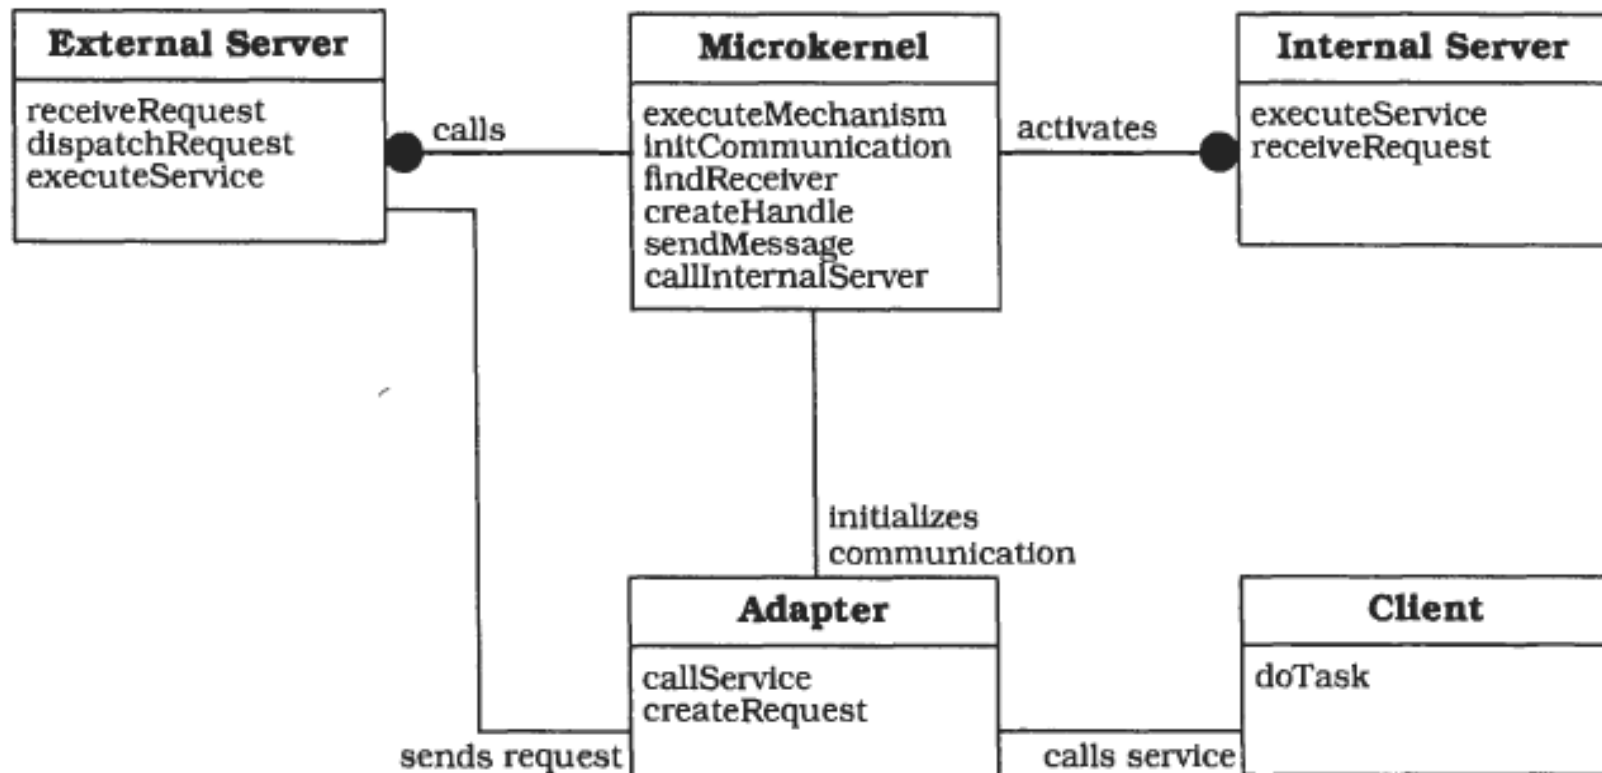 External Server
receiveRequest
dispatchRequest
executeService
calls
Microkernel
executeMechanism
initCommunication
findReceiver
createHandle
sendMessage
callInternalServer
activates
Internal Server
executeService
receiveRequest
initializes
communication
Adapter
callService
createRequest
sends request
calls service
Client
doTask